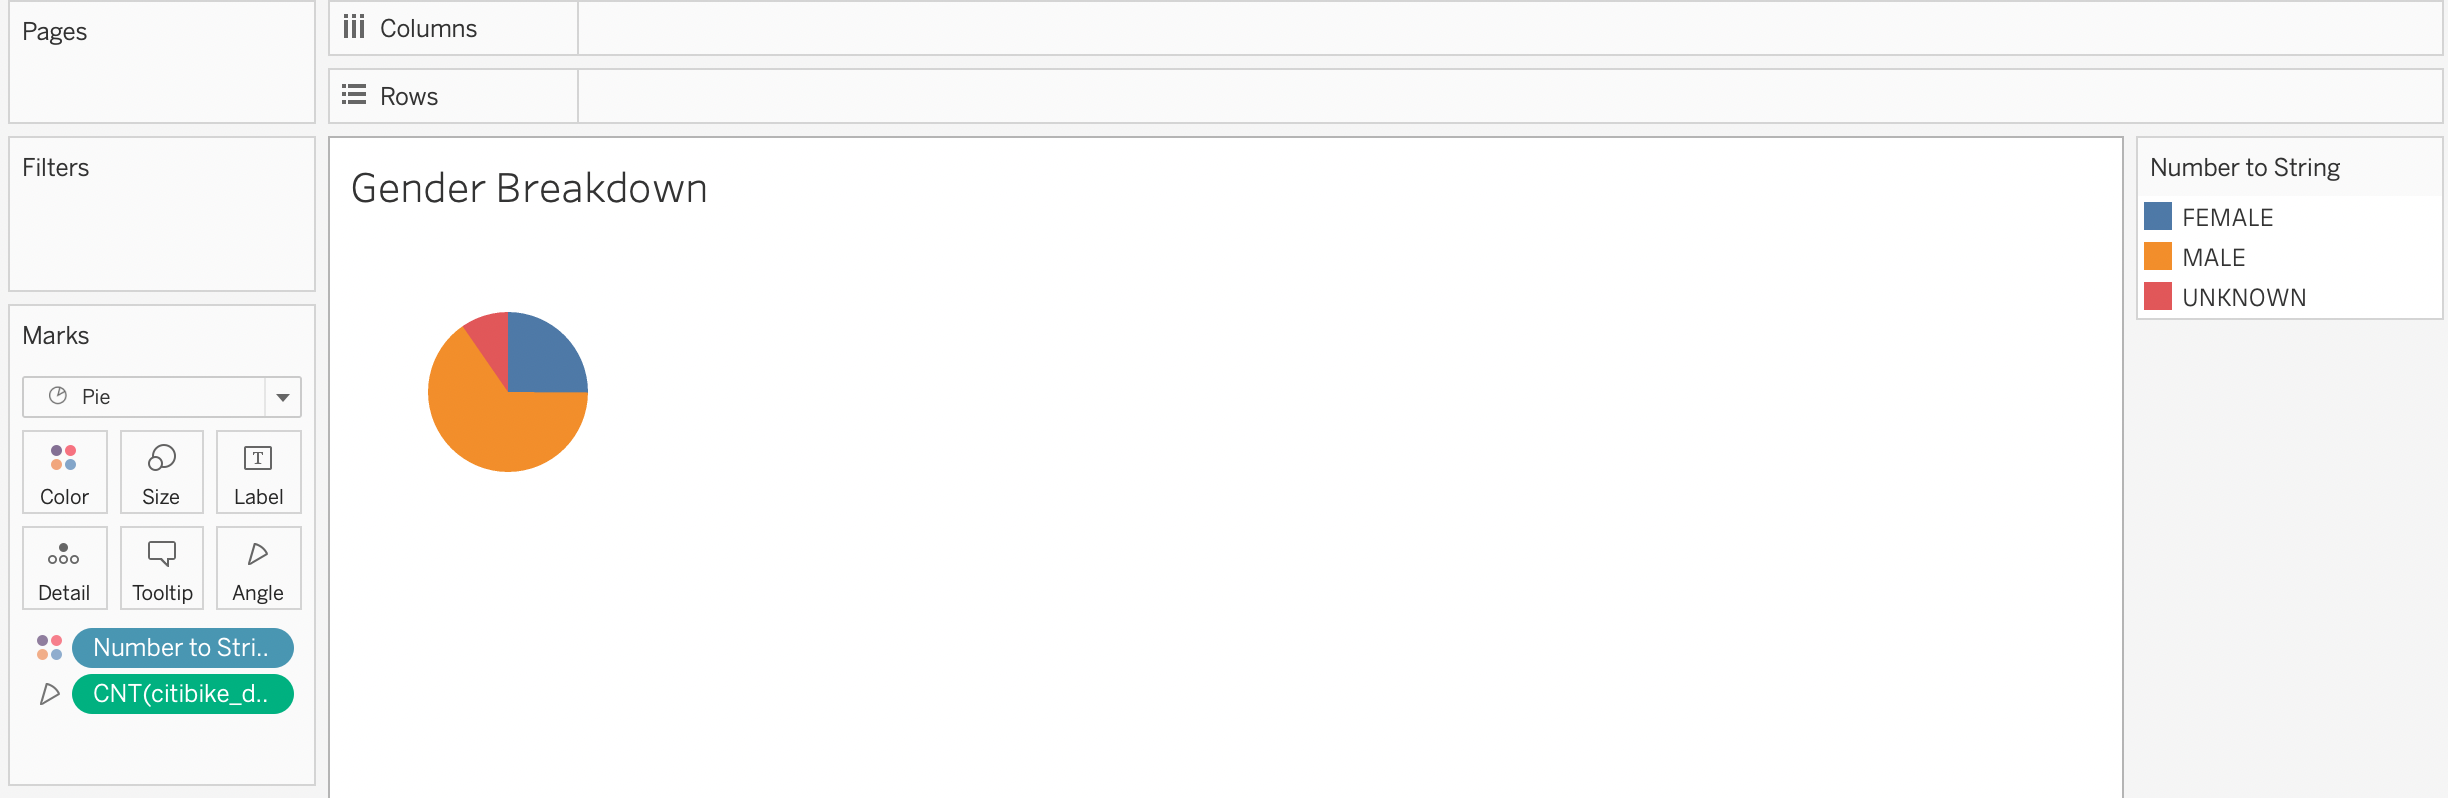 Pages
Columns
Rows
Filters
Gender Breakdown
Number to String
FEMALE
MALE
UNKNOWN
Marks
Pie
Color
Size
T
Label
Detail
Tooltip
Angle
Number to Stri..
CNT(citibike_d..